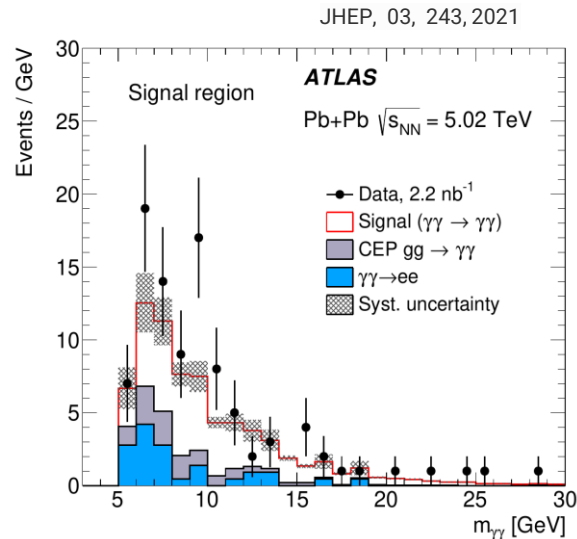 JHEP, 03, 243,2021
30
25
20
15
10
5
0
Events / GeV
Signal region
ATLAS
Pb+Pb √s_NN = 5.02 TeV
Data, 2.2 nb⁻¹
Signal (γγ → γγ)
CEP gg → γγ
γγ→ee
Syst. uncertainty
5 10 15 20 25 30
m_γγ [GeV]